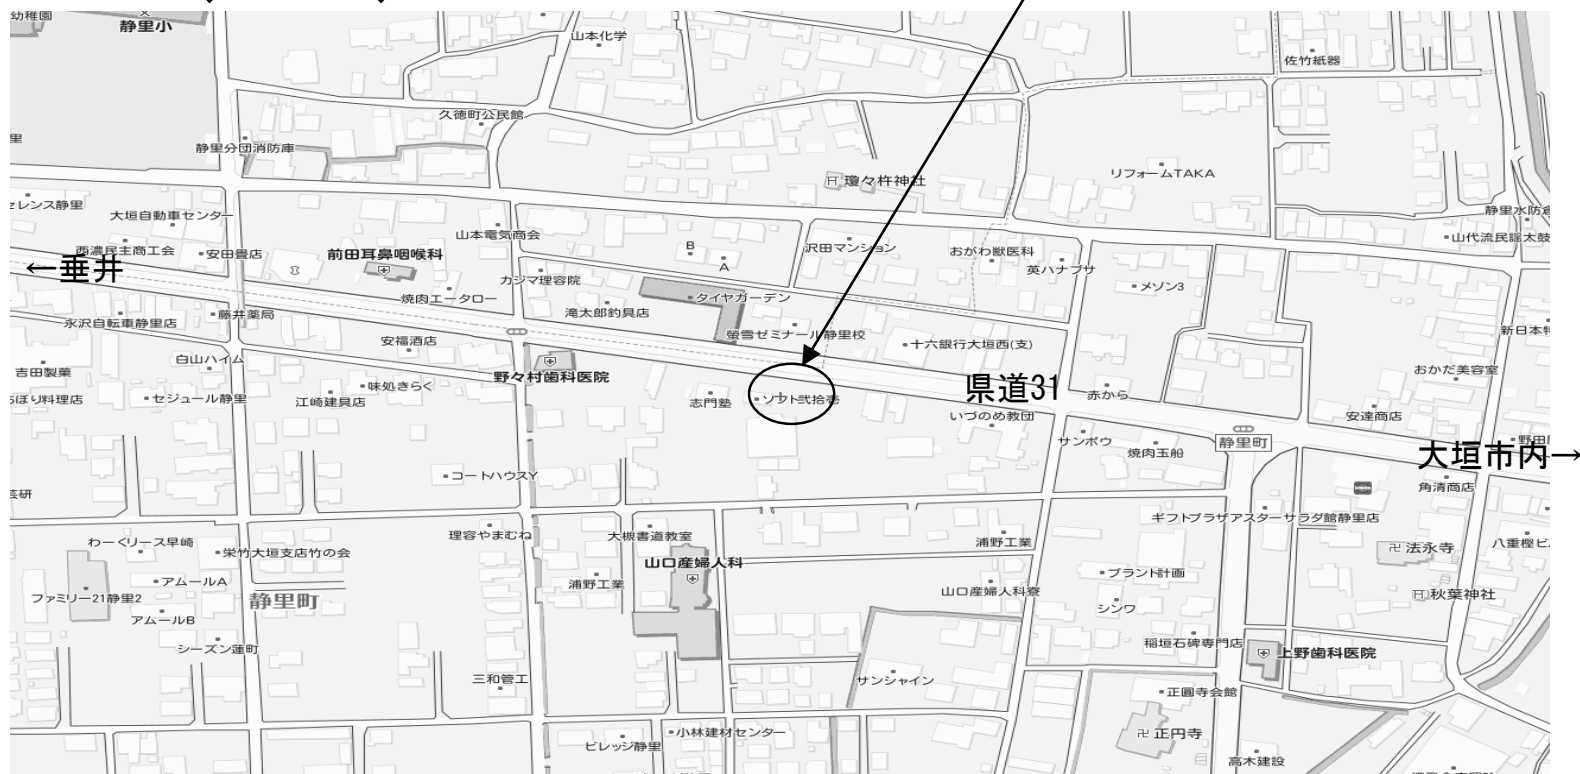 幼稚園
静里小
山本化学
佐竹紙器
久徳町公民館
里
静里分団消防庫
瓊々杵神社
リフォームTAKA
セレンス静里
大垣自動車センター
静里水防倉
山本電気商会
山代流民謡太鼓
西濃民主商工会
安田畳店
前田耳鼻咽喉科
B
A
沢田マンション
おがわ獣医科
英ハナブサ
←垂井
カジマ理容院
メゾン3
焼肉エータロー
タイヤガーデン
滝太郎釣具店
永沢自転車静里店
藤井薬局
螢雪ゼミナール静里校
新日本特
安福酒店
十六銀行大垣西(支)
白山ハイム
吉田製菓
野々村歯科医院
おかだ美容室
味処きらく
県道31
赤から
おぼり料理店
セジュール静里
江崎建具店
志門塾
ソフト弐拾壱
いづのめ教団
安達商店
サンボウ
静里町
焼肉玉船
野田
大垣市内→
コートハウスY
角清商店
芸研
ギフトプラザアスターサラダ館静里店
理容やまむね
大槻書道教室
浦野工業
わーくリース早崎
栄竹大垣支店竹の会
法永寺
八重樫ビ
山口産婦人科
アムールA
浦野工業
プラント計画
山口産婦人科寮
ファミリー21静里2
静里町
シンワ
秋葉神社
アムールB
稲垣石碑専門店
シーズン蓮町
上野歯科医院
三和管工
サンシャイン
正圓寺会館
小林建材センター
正円寺
ビレッジ静里
高木建設